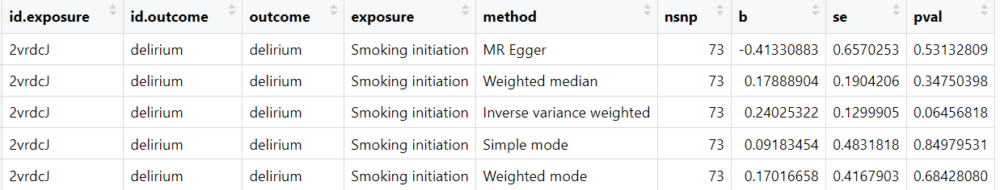 id.exposure id.outcome outcome exposure method nsnp b se pval
2vrdcJ delirium delirium Smoking initiation MR Egger 73 -0.41330883 0.6570253 0.53132809
2vrdcJ delirium delirium Smoking initiation Weighted median 73 0.17888904 0.1904206 0.34750398
2vrdcJ delirium delirium Smoking initiation Inverse variance weighted 73 0.24025322 0.1299905 0.06456818
2vrdcJ delirium delirium Smoking initiation Simple mode 73 0.09183454 0.4831818 0.84979531
2vrdcJ delirium delirium Smoking initiation Weighted mode 73 0.17016658 0.4167903 0.68428080